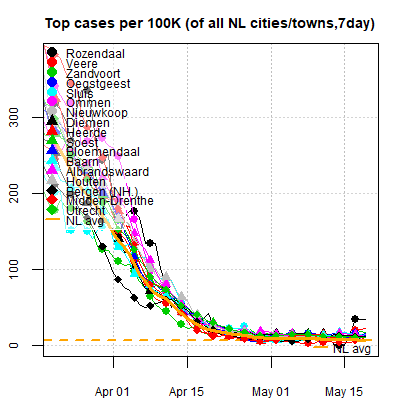 Top cases per 100K (of all NL cities/towns,7day)
300
200
100
0
Rozendaal
Veere
Zandvoort
Oegstgeest
Sluis
Ommen
Nieuwkoop
Diemen
Heerde
Soest
Bloemendaal
Baarn
Albrandswaard
Houten
Bergen (NH.)
Midden-Drenthe
Utrecht
NL avg
NL avg
Apr 01
Apr 15
May 01
May 15